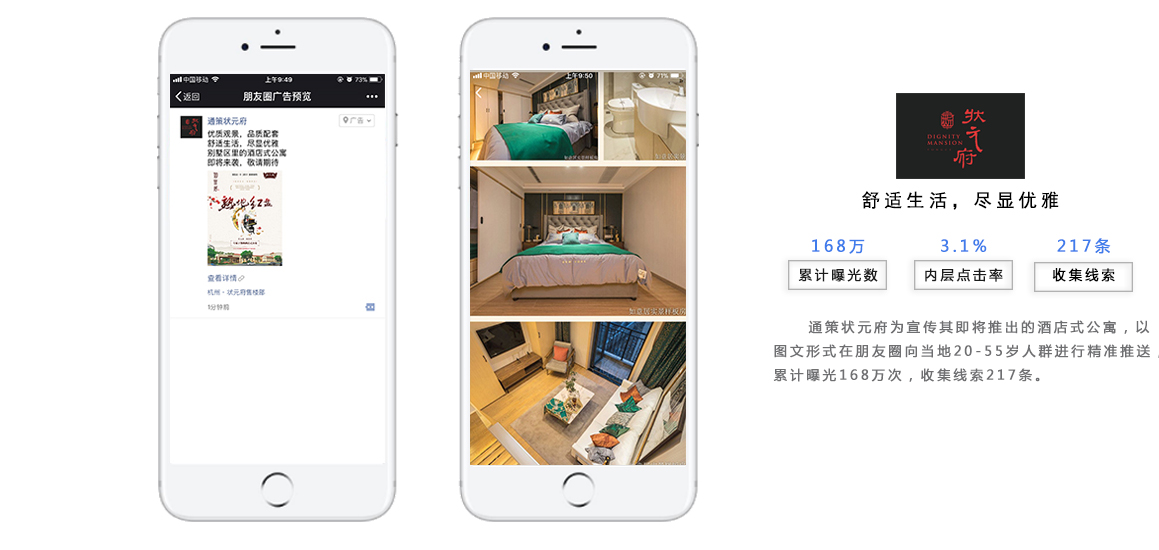 中国移动
上午9:49
73%
返回
朋友圈广告预览
通策状元府
广告
优质观景，品质配套
舒适生活，尽显优雅
别墅区里的酒店式公寓
即将来袭，敬请期待
查看详情
杭州·状元府售楼部
1分钟前
中国移动
上午9:50
71%
如意居实景样板房
状元府
DIGNITY
MANSION
舒适生活，尽显优雅
168万
3.1%
217条
累计曝光数
内层点击率
收集线索
通策状元府为宣传其即将推出的酒店式公寓，以
图文形式在朋友圈向当地20-55岁人群进行精准推送，
累计曝光168万次，收集线索217条。